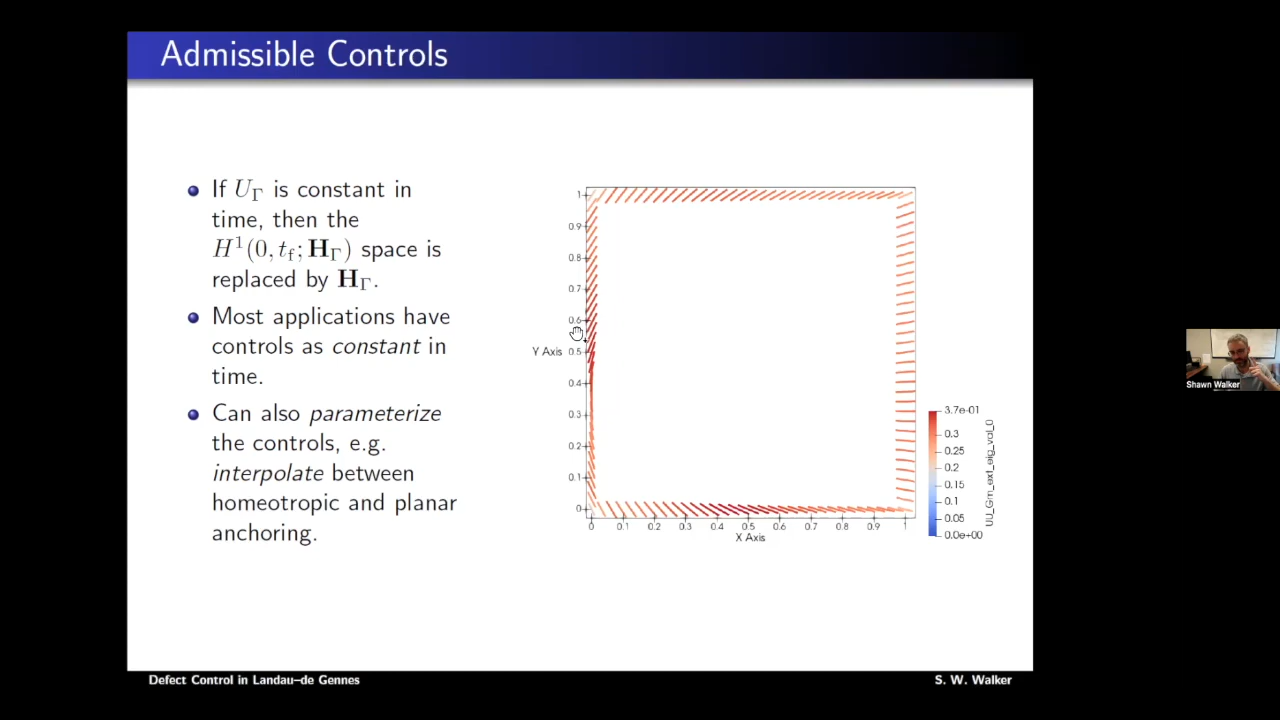 Admissible Controls
If U_Γ is constant in
time, then the
H^1(0, t_f; H_Γ) space is
replaced by H_Γ.
Most applications have
controls as constant in
time.
Can also parameterize
the controls, e.g.
interpolate between
homeotropic and planar
anchoring.
1
0.9
0.8
0.7
0.6
Y Axis 0.5
0.4
0.3
0.2
0.1
0
0 0.1 0.2 0.3 0.4 0.5 0.6 0.7 0.8 0.9 1
X Axis
3.7e-01
0.3
0.25
0.2
0.15
0.1
0.05
0.0e+00
UU_Gm_ext_eig_val_0
Shawn Walker
Defect Control in Landau–de Gennes
S. W. Walker